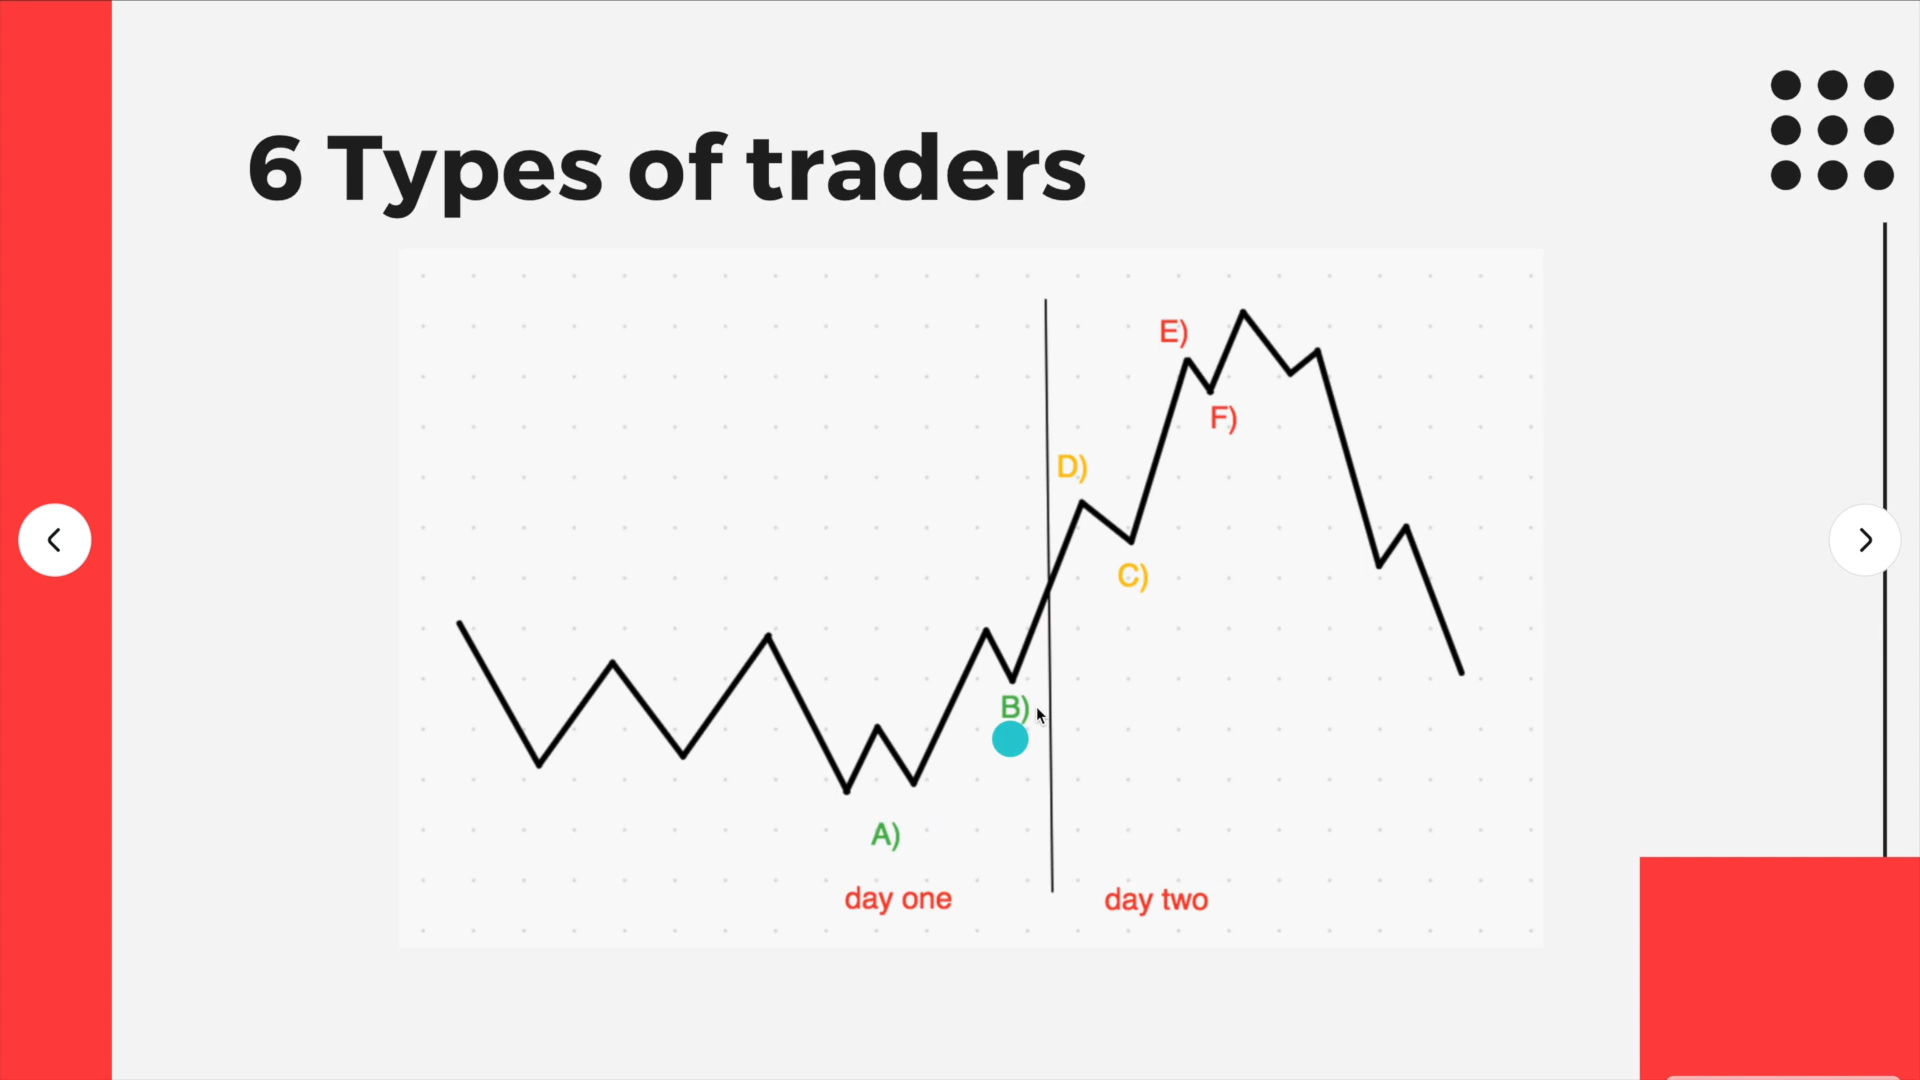 6 Types of traders
E)
F)
D)
C)
B)
A)
day one
day two